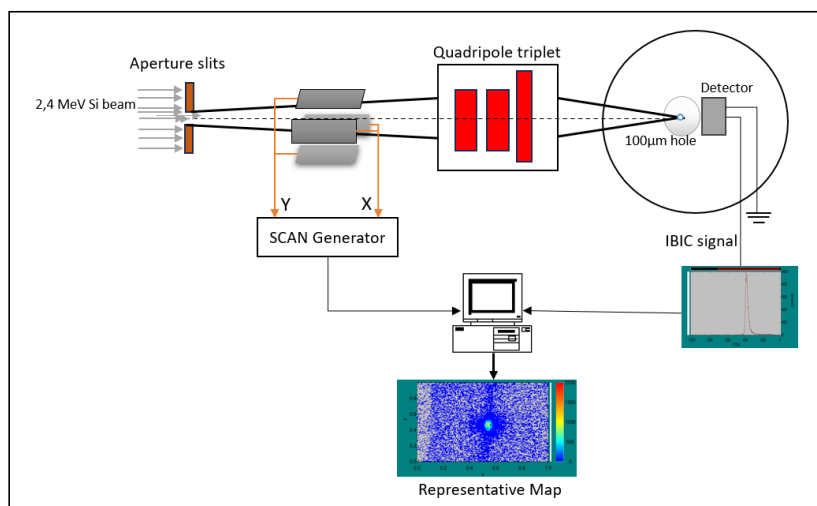 Quadripole triplet
Aperture slits
2,4 MeV Si beam
Detector
100µm hole
Y
X
SCAN Generator
IBIC signal
Representative Map